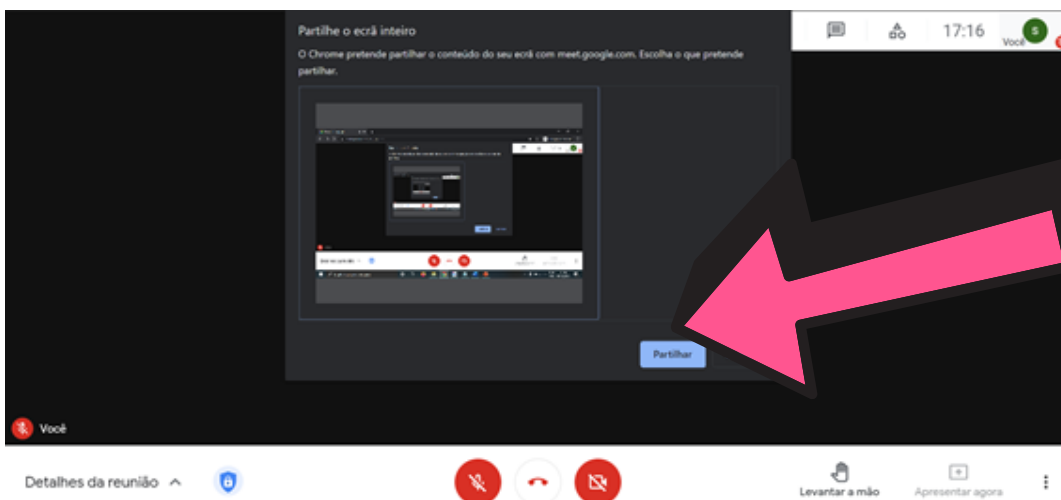 Partilhe o ecrã inteiro
O Chrome pretende partilhar o conteúdo do seu ecrã com meet.google.com. Escolha o que pretende
partilhar.
17:16
Você
S
Partilhar
Você
Detalhes da reunião
Levantar a mão
Apresentar agora